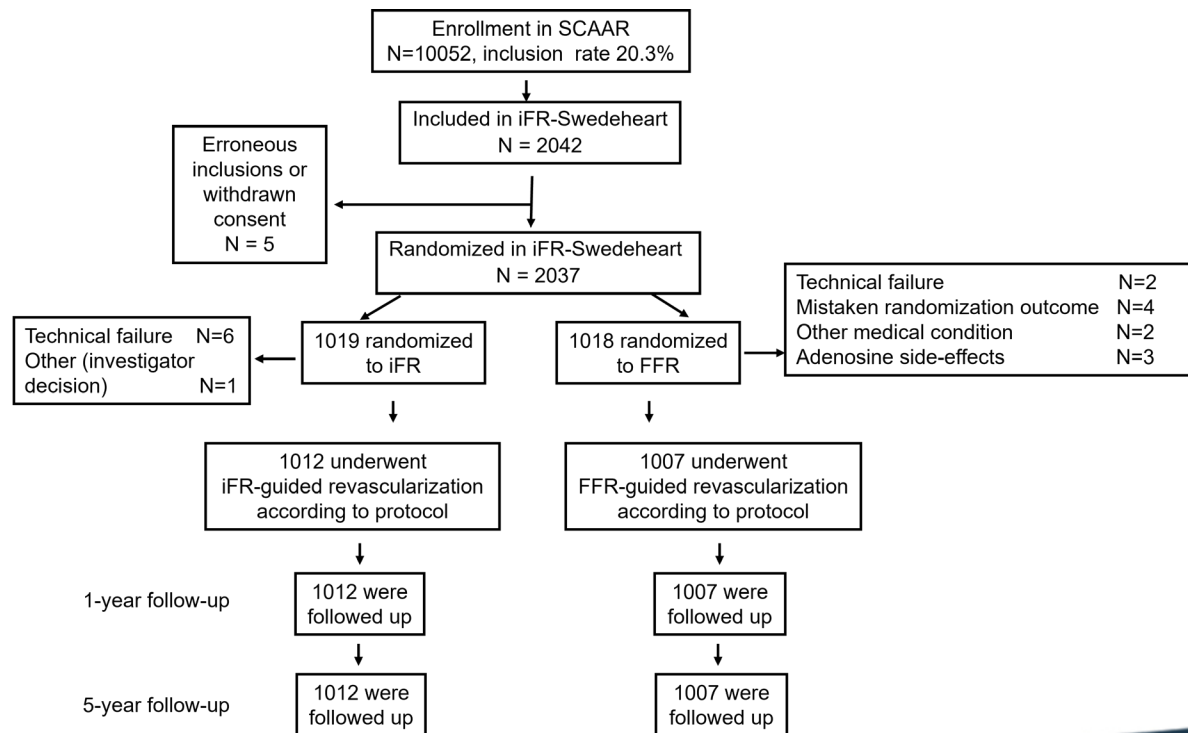 Enrollment in SCAAR
N=10052, inclusion rate 20.3%
Included in iFR-Swedeheart
N = 2042
Erroneous
inclusions or
withdrawn
consent
N = 5
Randomized in iFR-Swedeheart
N = 2037
Technical failure N=2
Mistaken randomization outcome N=4
Other medical condition N=2
Adenosine side-effects N=3
Technical failure N=6
Other (investigator
decision) N=1
1019 randomized
to iFR
1018 randomized
to FFR
1012 underwent
iFR-guided revascularization
according to protocol
1007 underwent
FFR-guided revascularization
according to protocol
1-year follow-up
1012 were
followed up
1007 were
followed up
5-year follow-up
1012 were
followed up
1007 were
followed up